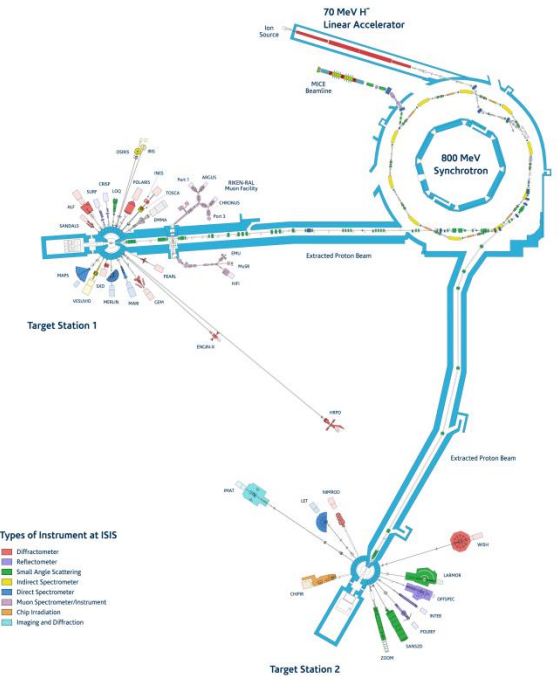 70 MeV H⁻
Linear Accelerator
Ion
Source
MICE
Beamline
800 MeV
Synchrotron
OSIRIS
IRIS
CRISP
SURF
LOQ
POLARIS
INES
TOSCA
ALF
SANDALS
EMMA
Port 1
ARGUS
RIKEN-RAL
Muon Facility
CHRONUS
Port 3
Extracted Proton Beam
EMU
MuSR
HIFI
MAPS
VESUVIO
SXD
MERLIN
MARI
GEM
PEARL
Target Station 1
ENGIN-X
HRPD
Extracted Proton Beam
IMAT
LET
NIMROD
WISH
CHIPIR
LARMOR
OFFSPEC
INTER
POLREF
SANS2D
ZOOM
Types of Instrument at ISIS
Diffractometer
Reflectometer
Small Angle Scattering
Indirect Spectrometer
Direct Spectrometer
Muon Spectrometer/Instrument
Chip Irradiation
Imaging and Diffraction
Target Station 2